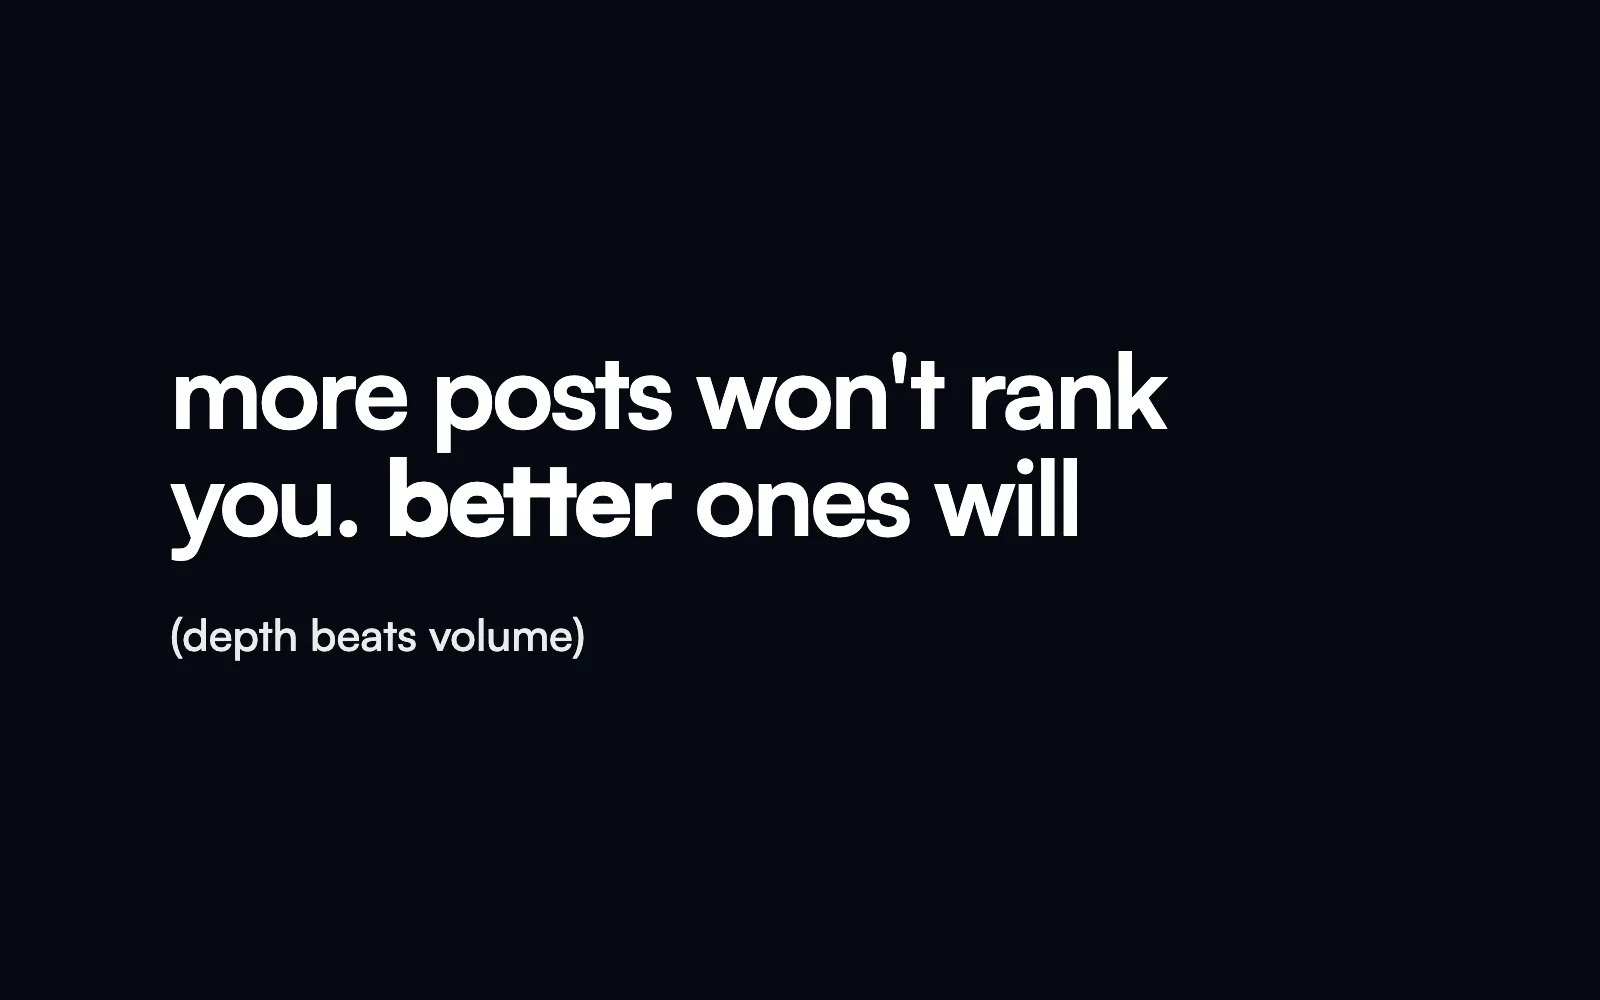 more posts won't rank
you. better ones will
(depth beats volume)